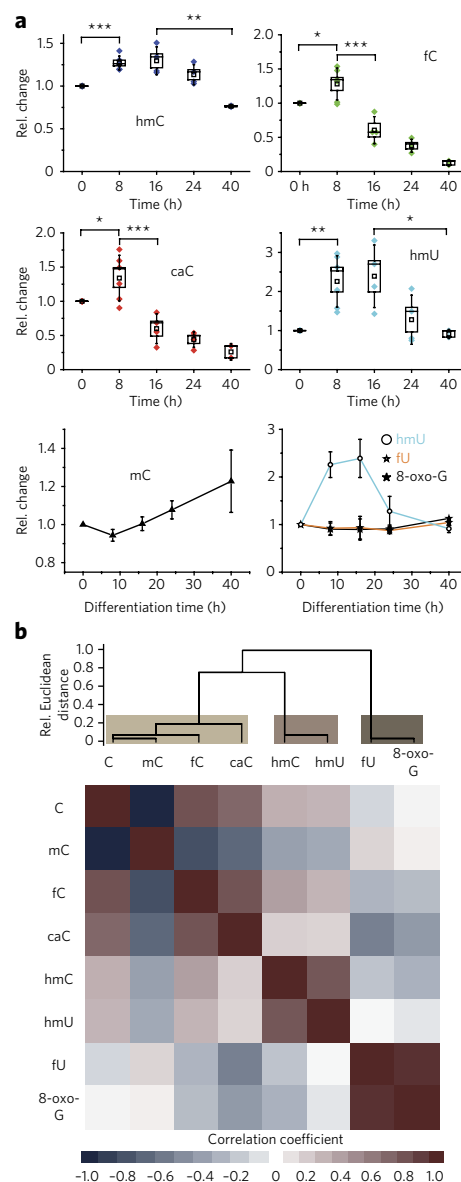 a
***
**
1.5
1.0
0.5
0
Rel. change
hmC
0
8
16
24
40
Time (h)
*
***
fC
2.0
1.5
1.0
0.5
0
0 h
8
16
24
40
Time (h)
*
***
caC
2.0
1.5
1.0
0.5
0
Rel. change
0
8
16
24
40
Time (h)
**
*
hmU
3
2
1
0
0
8
16
24
40
Time (h)
mC
1.4
1.2
1.0
0.8
Rel. change
0
10
20
30
40
Differentiation time (h)
hmU
fU
8-oxo-G
3
2
1
0
0
10
20
30
40
Differentiation time (h)
b
Rel. Euclidean
distance
1.0
0.8
0.6
0.4
0.2
0
C
mC
fC
caC
hmC
hmU
fU
8-oxo-
G
C
mC
fC
caC
hmC
hmU
fU
8-oxo-
G
Correlation coefficient
-1.0 -0.8 -0.6 -0.4 -0.2 0 0.2 0.4 0.6 0.8 1.0